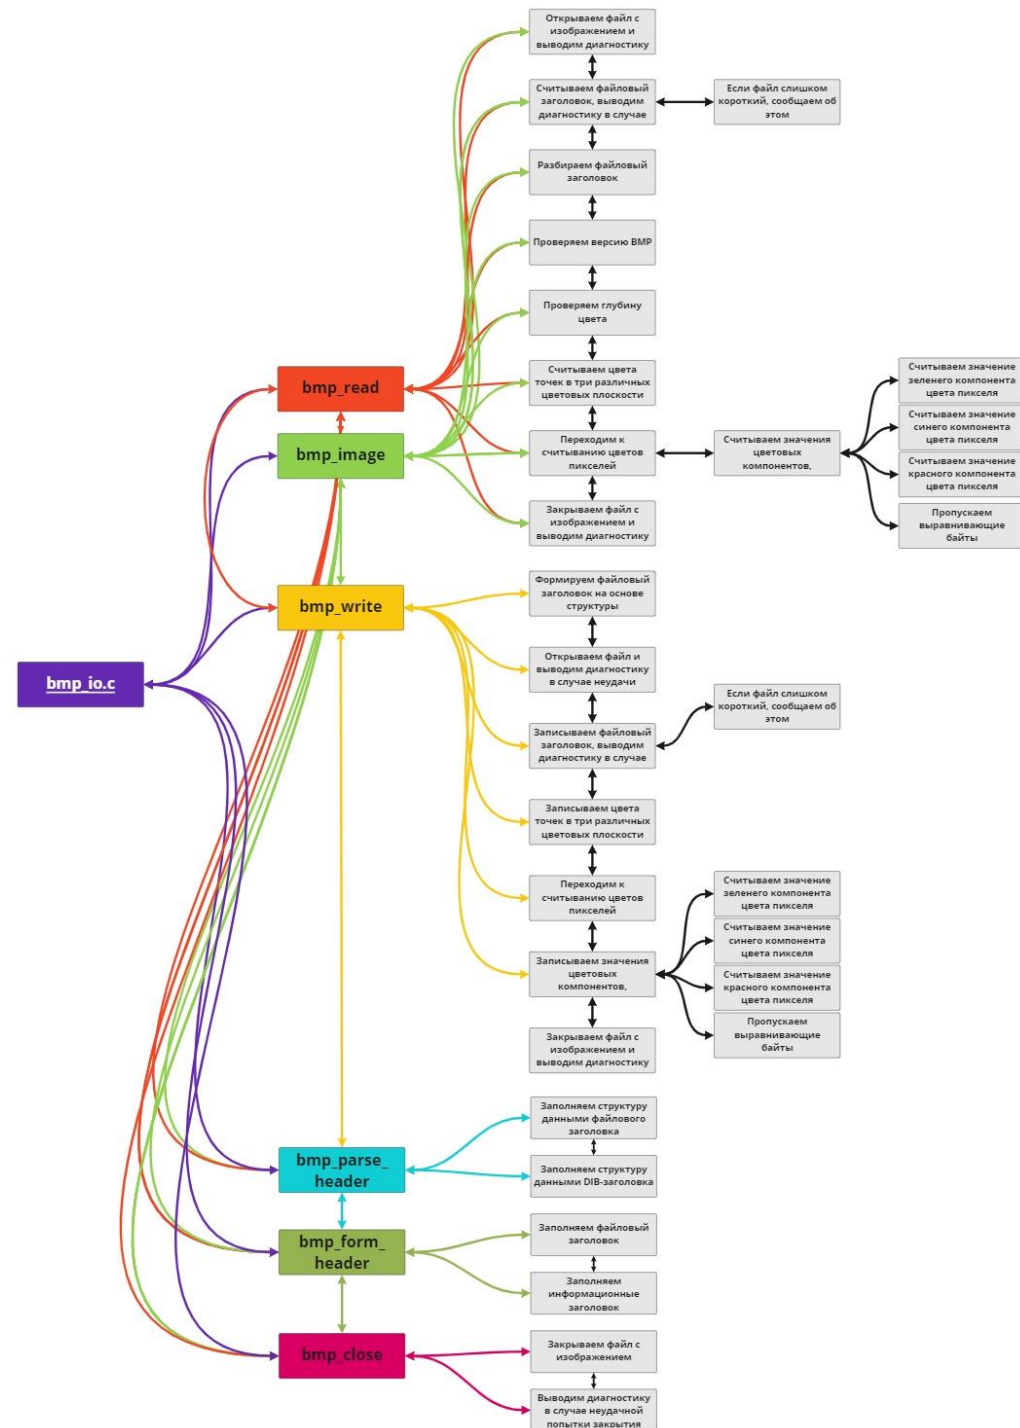 Открываем файл с
изображением и
выводим диагностику
Считываем файловый
заголовок, выводим
диагностику в случае
Если файл слишком
короткий, сообщаем об
этом
Разбираем файловый
заголовок
Проверяем версию BMP
Проверяем глубину
цвета
bmp_read
Считываем цвета
точек в три различных
цветовых плоскости
Считываем значение
зеленего компонента
цвета пикселя
Считываем значение
синего компонента
цвета пикселя
bmp_image
Переходим к
считыванию цветов
пикселей
Считываем значения
цветовых
компонентов,
Считываем значение
красного компонента
цвета пикселя
Закрываем файл с
изображением и
выводим диагностику
Пропускаем
выравнивающие
байты
bmp_write
Формируем файловый
заголовок на основе
структуры
bmp_io.c
Открываем файл и
выводим диагностику
в случае неудачи
Записываем файловый
заголовок, выводим
диагностику в случае
Если файл слишком
короткий, сообщаем об
этом
Записываем цвета
точек в три различных
цветовых плоскости
Переходим к
считыванию цветов
пикселей
Считываем значение
зеленего компонента
цвета пикселя
Считываем значение
синего компонента
цвета пикселя
Записываем значения
цветовых
компонентов,
Считываем значение
красного компонента
цвета пикселя
Пропускаем
выравнивающие
байты
Закрываем файл с
изображением и
выводим диагностику
bmp_parse_
header
Заполняем структуру
данными файлового
заголовка
Заполняем структуру
данными DIB-заголовка
bmp_form_
header
Заполняем файловый
заголовок
Заполняем
информационные
заголовок
bmp_close
Закрываем файл с
изображением
Выводим диагностику
в случае неудачной
попытки закрытия